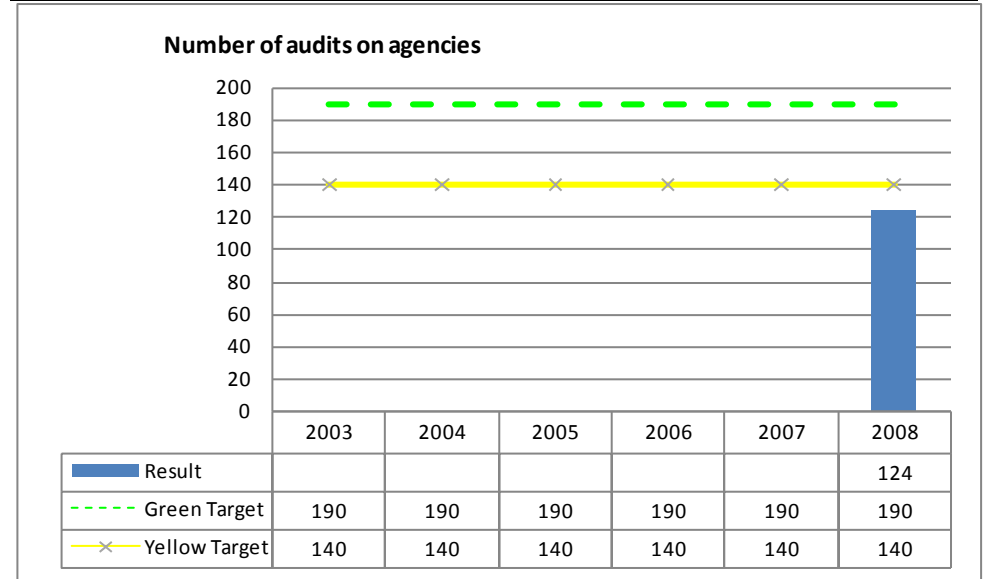 Number of audits on agencies
200
180
160
140
120
100
80
60
40
20
0
2003 2004 2005 2006 2007 2008
Result 124
Green Target 190 190 190 190 190 190
Yellow Target 140 140 140 140 140 140